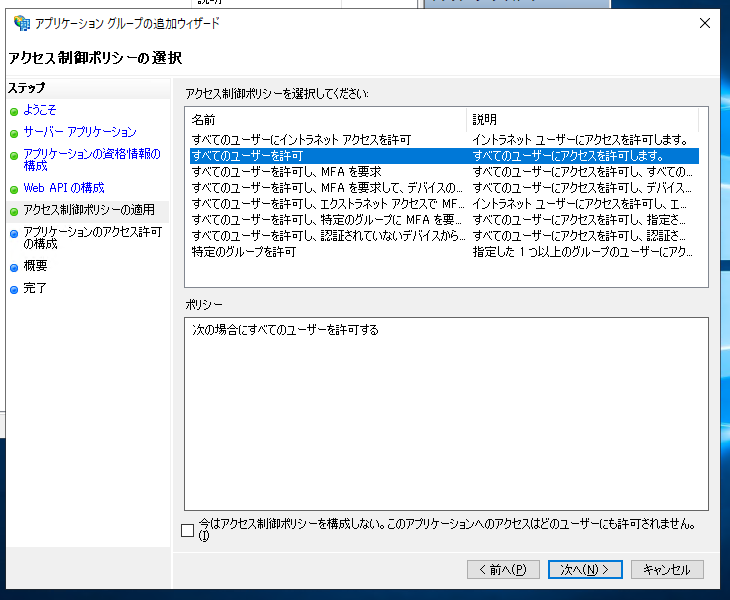 アプリケーション グループの追加ウィザード
アクセス制御ポリシーの選択
ステップ
ようこそ
サーバー アプリケーション
アプリケーションの資格情報の
構成
Web API の構成
アクセス制御ポリシーの適用
アプリケーションのアクセス許可
の構成
概要
完了
アクセス制御ポリシーを選択してください:
名前 説明
すべてのユーザーにイントラネット アクセスを許可 イントラネット ユーザーにアクセスを許可します。
すべてのユーザーを許可 すべてのユーザーにアクセスを許可します。
すべてのユーザーを許可し、MFA を要求 すべてのユーザーにアクセスを許可し、すべての...
すべてのユーザーを許可し、MFA を要求して、デバイスの... すべてのユーザーにアクセスを許可し、デバイス...
すべてのユーザーを許可し、エクストラネット アクセスで MF... イントラネット ユーザーにアクセスを許可し、エ...
すべてのユーザーを許可し、特定のグループに MFA を要... すべてのユーザーにアクセスを許可し、指定さ...
すべてのユーザーを許可し、認証されていないデバイスから... すべてのユーザーにアクセスを許可し、認証さ...
特定のグループを許可 指定した 1 つ以上のグループのユーザーにアク...
ポリシー
次の場合にすべてのユーザーを許可する
今はアクセス制御ポリシーを構成しない。このアプリケーションへのアクセスはどのユーザーにも許可されません。
(I)
< 前へ(P) 次へ(N) > キャンセル